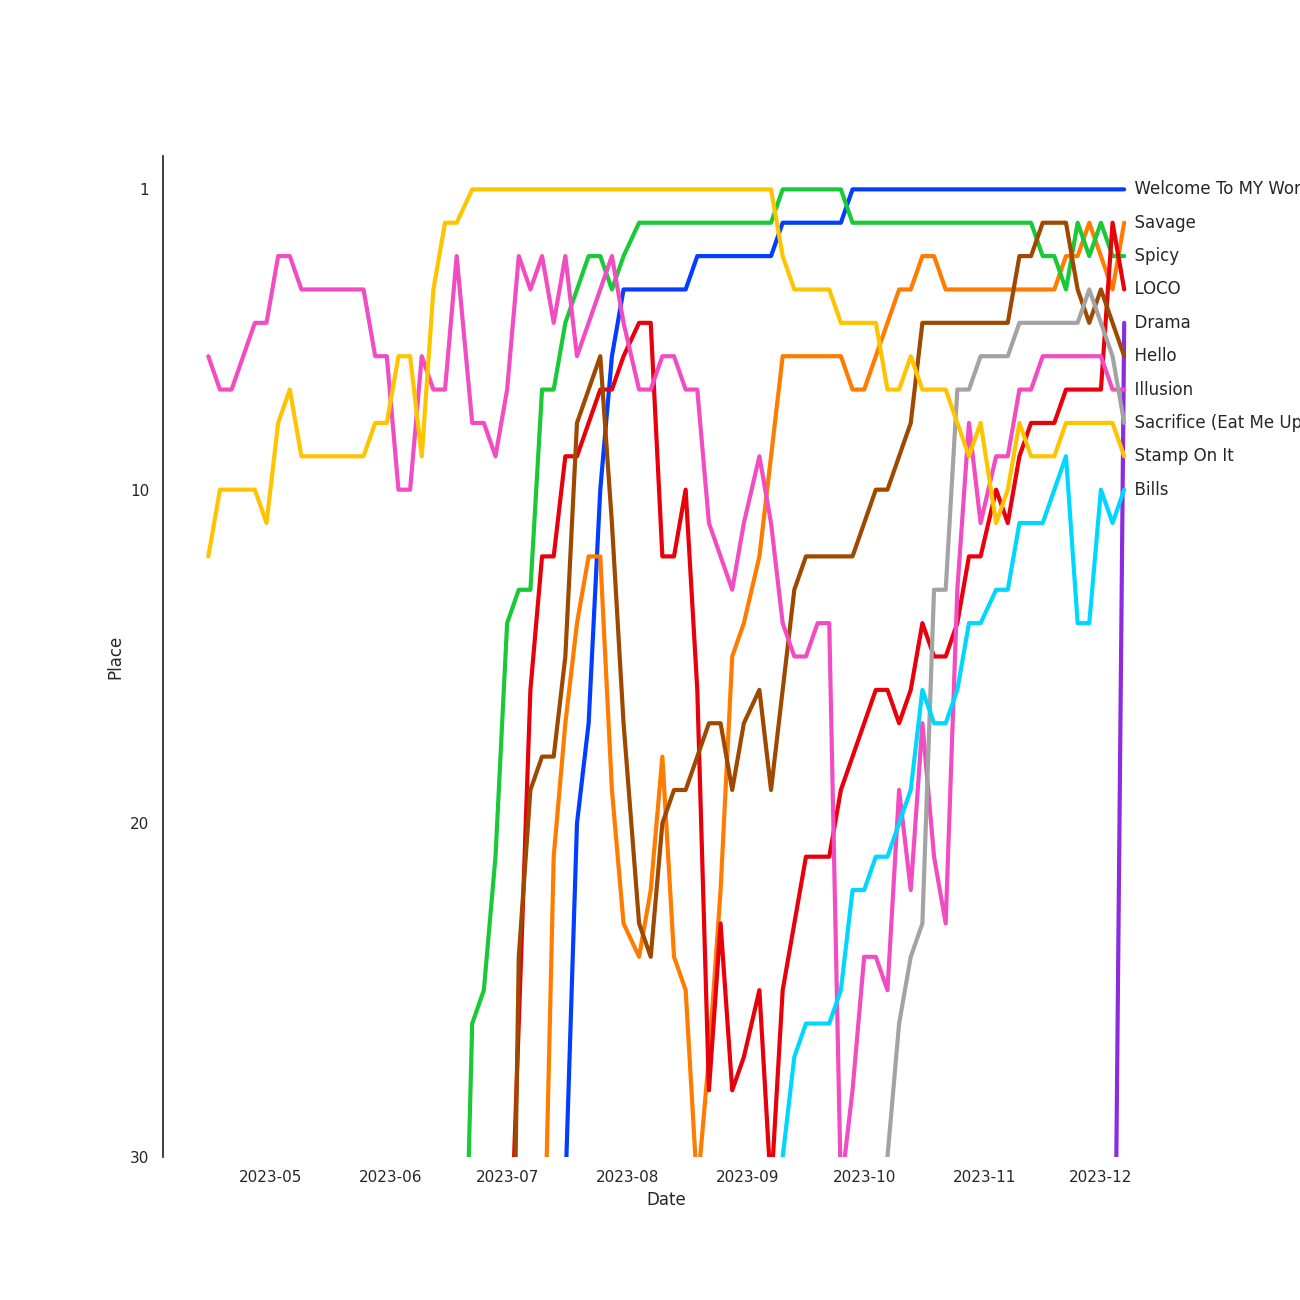 1
10
20
30
Place
2023-05 2023-06 2023-07 2023-08 2023-09 2023-10 2023-11 2023-12
Date
Welcome To MY Wor
Savage
Spicy
LOCO
Drama
Hello
Illusion
Sacrifice (Eat Me Up
Stamp On It
Bills